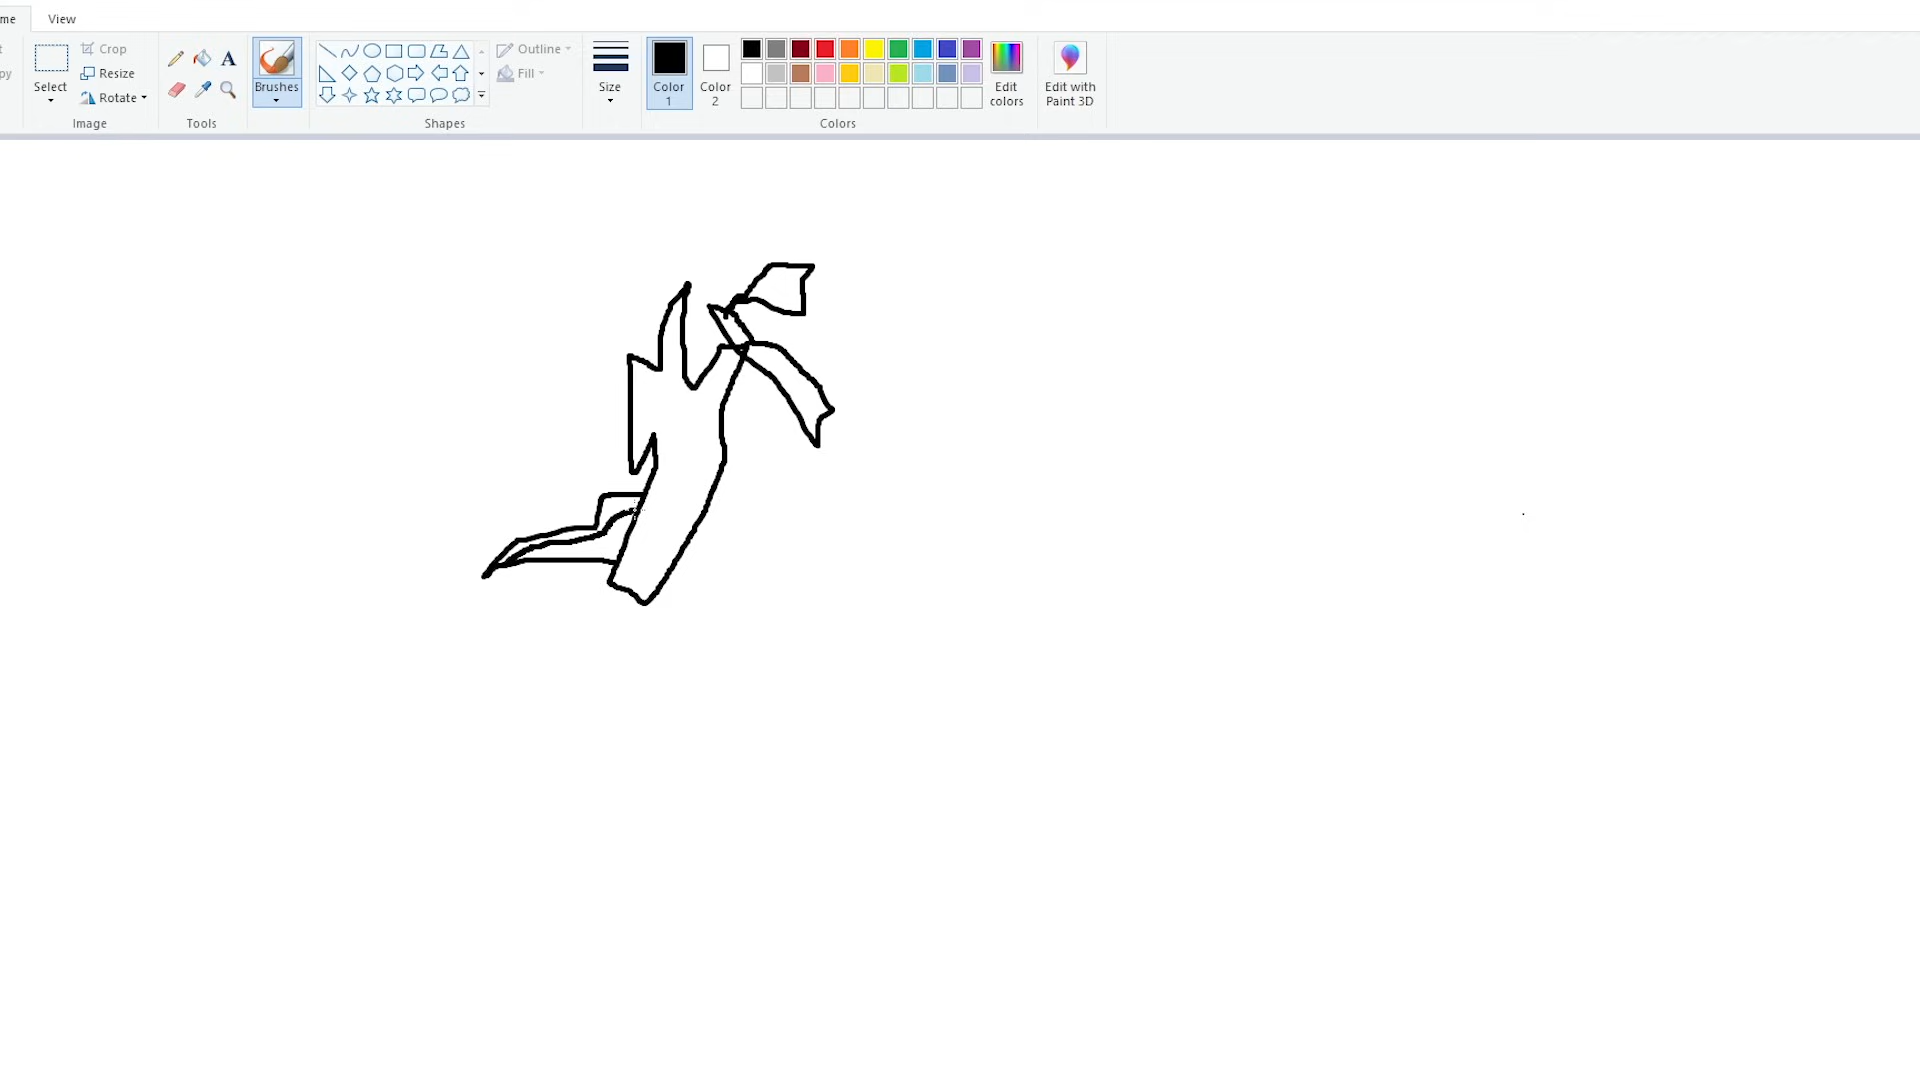 me View
t
py
Select
Crop
Resize
Rotate
Image
A
Tools
Brushes
Outline
Fill
Shapes
Size
Color
1
Color
2
Edit
colors
Colors
Edit with
Paint 3D